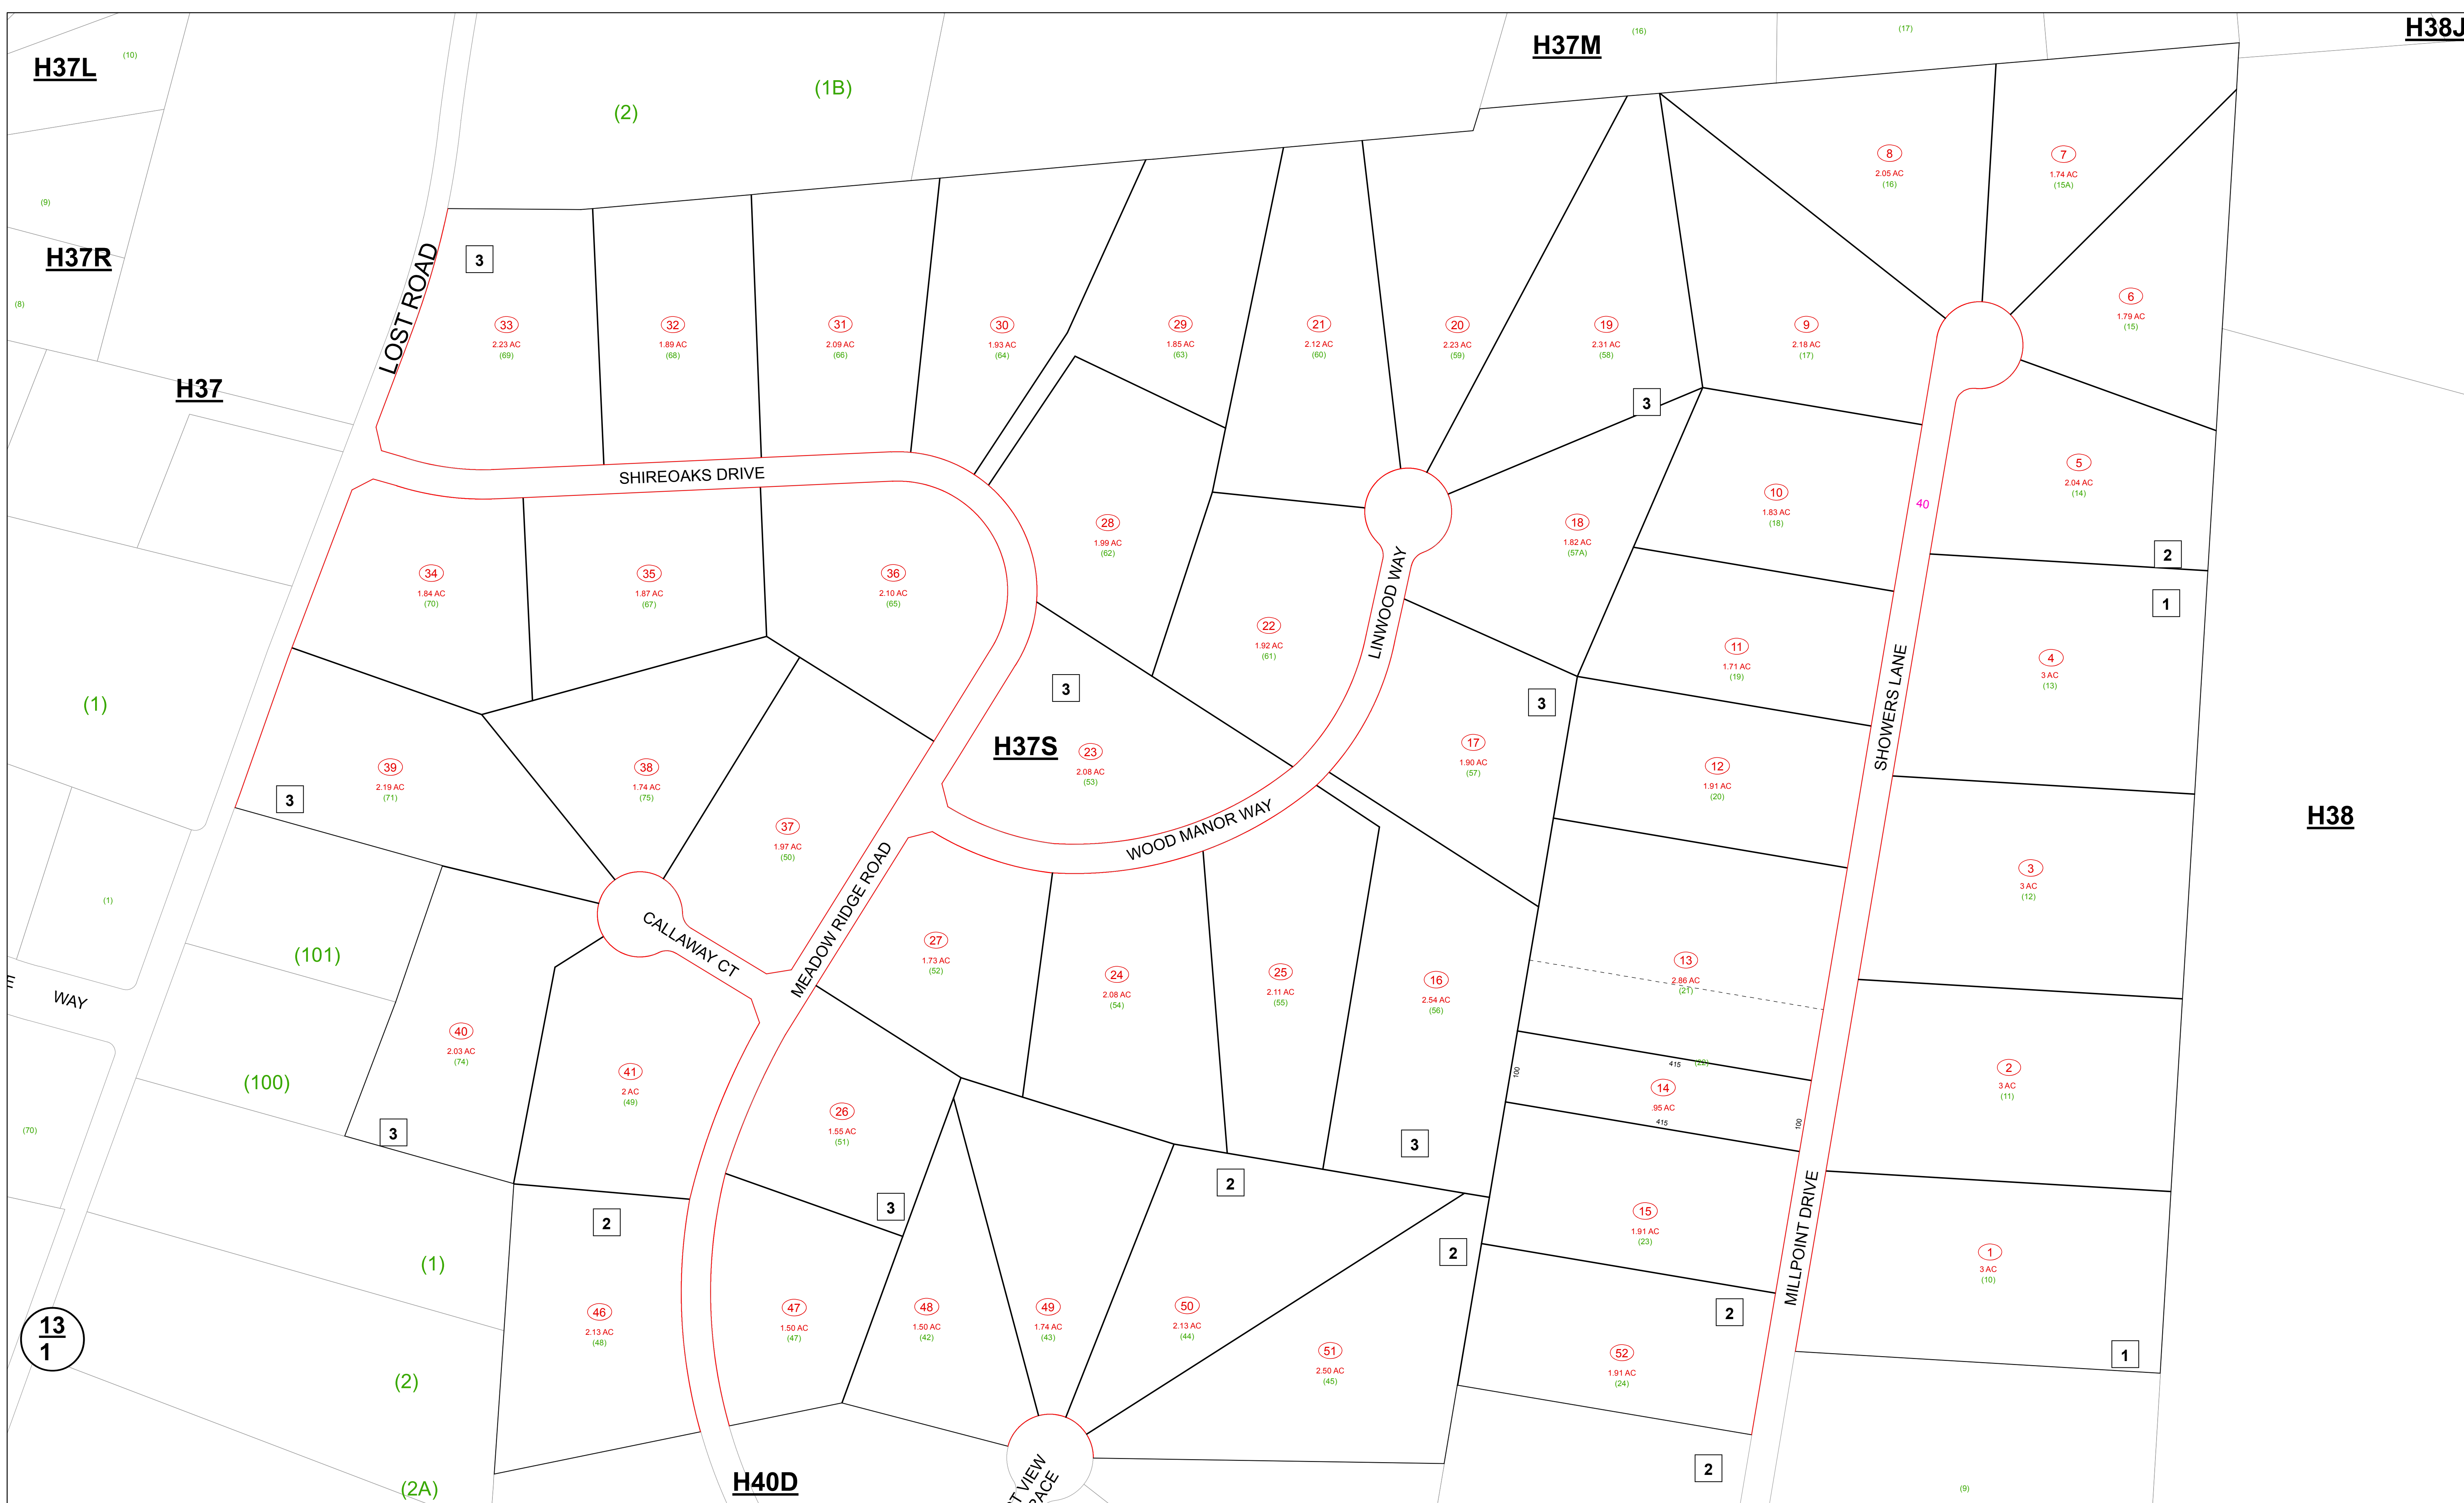 H37L
(10)
(2)
(1B)
H37M
(16)
(17)
H38J
(9)
H37R
(8)
H37
LOST ROAD
3
33
2.23 AC
(69)
32
1.89 AC
(68)
31
2.09 AC
(66)
30
1.93 AC
(64)
29
1.85 AC
(63)
21
2.12 AC
(60)
20
2.23 AC
(59)
19
2.31 AC
(58)
3
9
2.18 AC
(17)
8
2.05 AC
(16)
7
1.74 AC
(15A)
6
1.79 AC
(15)
SHIREOAKS DRIVE
34
1.84 AC
(70)
35
1.87 AC
(67)
36
2.10 AC
(65)
28
1.99 AC
(62)
22
1.92 AC
(61)
LINWOOD WAY
18
1.82 AC
(57A)
10
1.83 AC
(18)
40
5
2.04 AC
(14)
2
1
11
1.71 AC
(19)
SHOWERS LANE
4
3 AC
(13)
(1)
39
2.19 AC
(71)
3
38
1.74 AC
(75)
37
1.97 AC
(50)
3
H37S
23
2.08 AC
(53)
WOOD MANOR WAY
17
1.90 AC
(57)
3
12
1.91 AC
(20)
3
3 AC
(12)
H38
(1)
(101)
(100)
E
WAY
(70)
CALLAWAY CT
MEADOW RIDGE ROAD
40
2.03 AC
(74)
3
41
2 AC
(49)
27
1.73 AC
(52)
24
2.08 AC
(54)
25
2.11 AC
(55)
16
2.54 AC
(56)
3
13
2.86 AC
(21)
415
(22)
100
14
.95 AC
415
100
2
3 AC
(11)
26
1.55 AC
(51)
3
2
2
15
1.91 AC
(23)
MILLPOINT DRIVE
1
3 AC
(10)
1
(1)
13
1
(2)
(2A)
2
46
2.13 AC
(48)
47
1.50 AC
(47)
48
1.50 AC
(42)
49
1.74 AC
(43)
50
2.13 AC
(44)
51
2.50 AC
(45)
2
52
1.91 AC
(24)
2
(9)
H40D
T VIEW
RACE